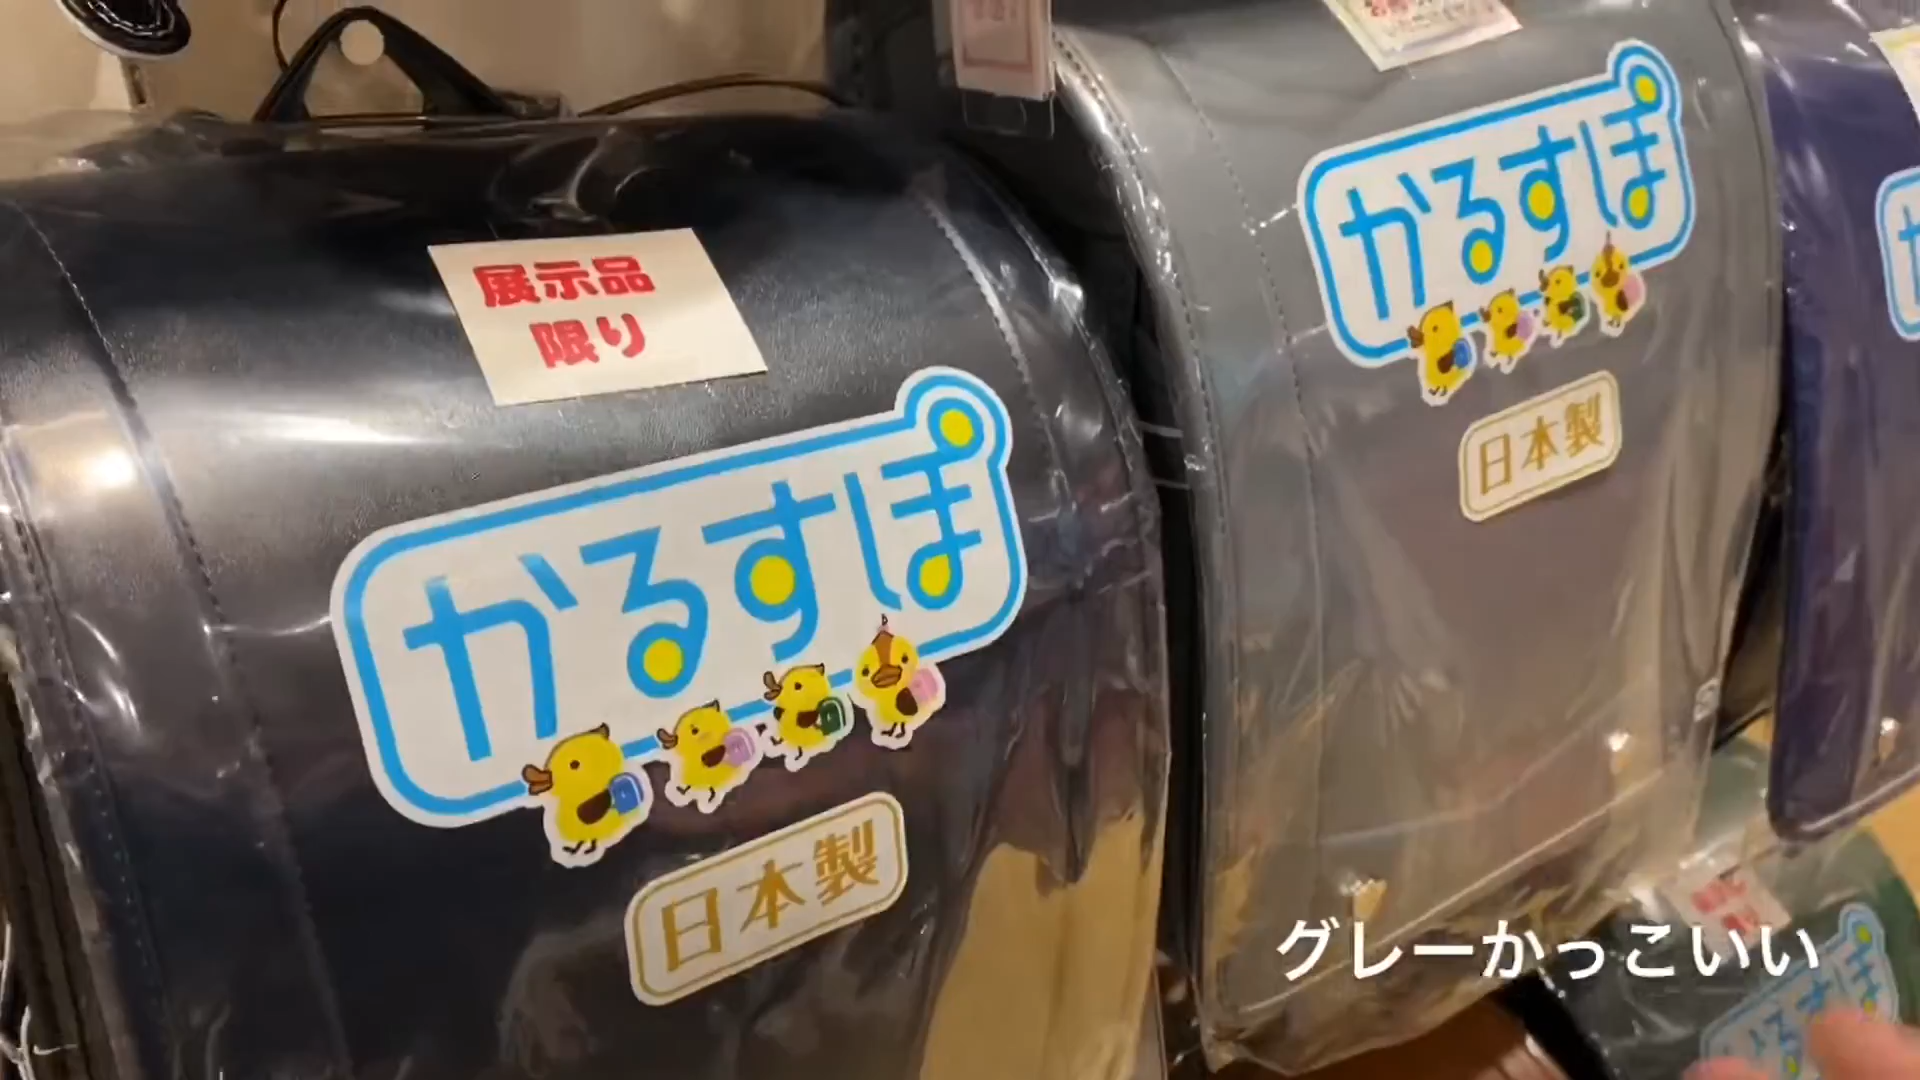 展示品
限り
かるすぽ
日本製
かるすぽ
日本製
グレーかっこいい